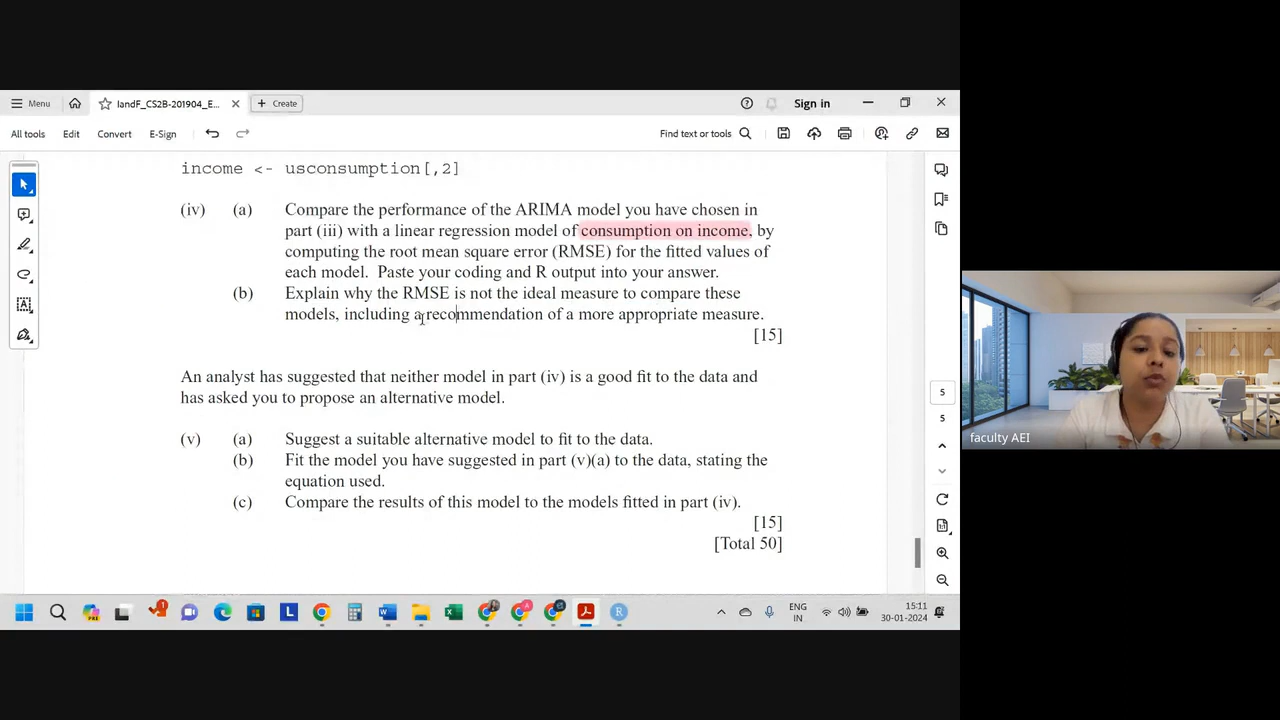 Menu
IandF_CS2B-201904_E...
Create
Sign in
All tools
Edit
Convert
E-Sign
Find text or tools
income <- usconsumption[,2]
(iv) (a) Compare the performance of the ARIMA model you have chosen in
part (iii) with a linear regression model of consumption on income, by
computing the root mean square error (RMSE) for the fitted values of
each model. Paste your coding and R output into your answer.
(b) Explain why the RMSE is not the ideal measure to compare these
models, including a recommendation of a more appropriate measure.
[15]
An analyst has suggested that neither model in part (iv) is a good fit to the data and
has asked you to propose an alternative model.
(v) (a) Suggest a suitable alternative model to fit to the data.
(b) Fit the model you have suggested in part (v)(a) to the data, stating the
equation used.
(c) Compare the results of this model to the models fitted in part (iv).
[15]
[Total 50]
5
5
faculty AEI
ENG
IN
15:11
30-01-2024